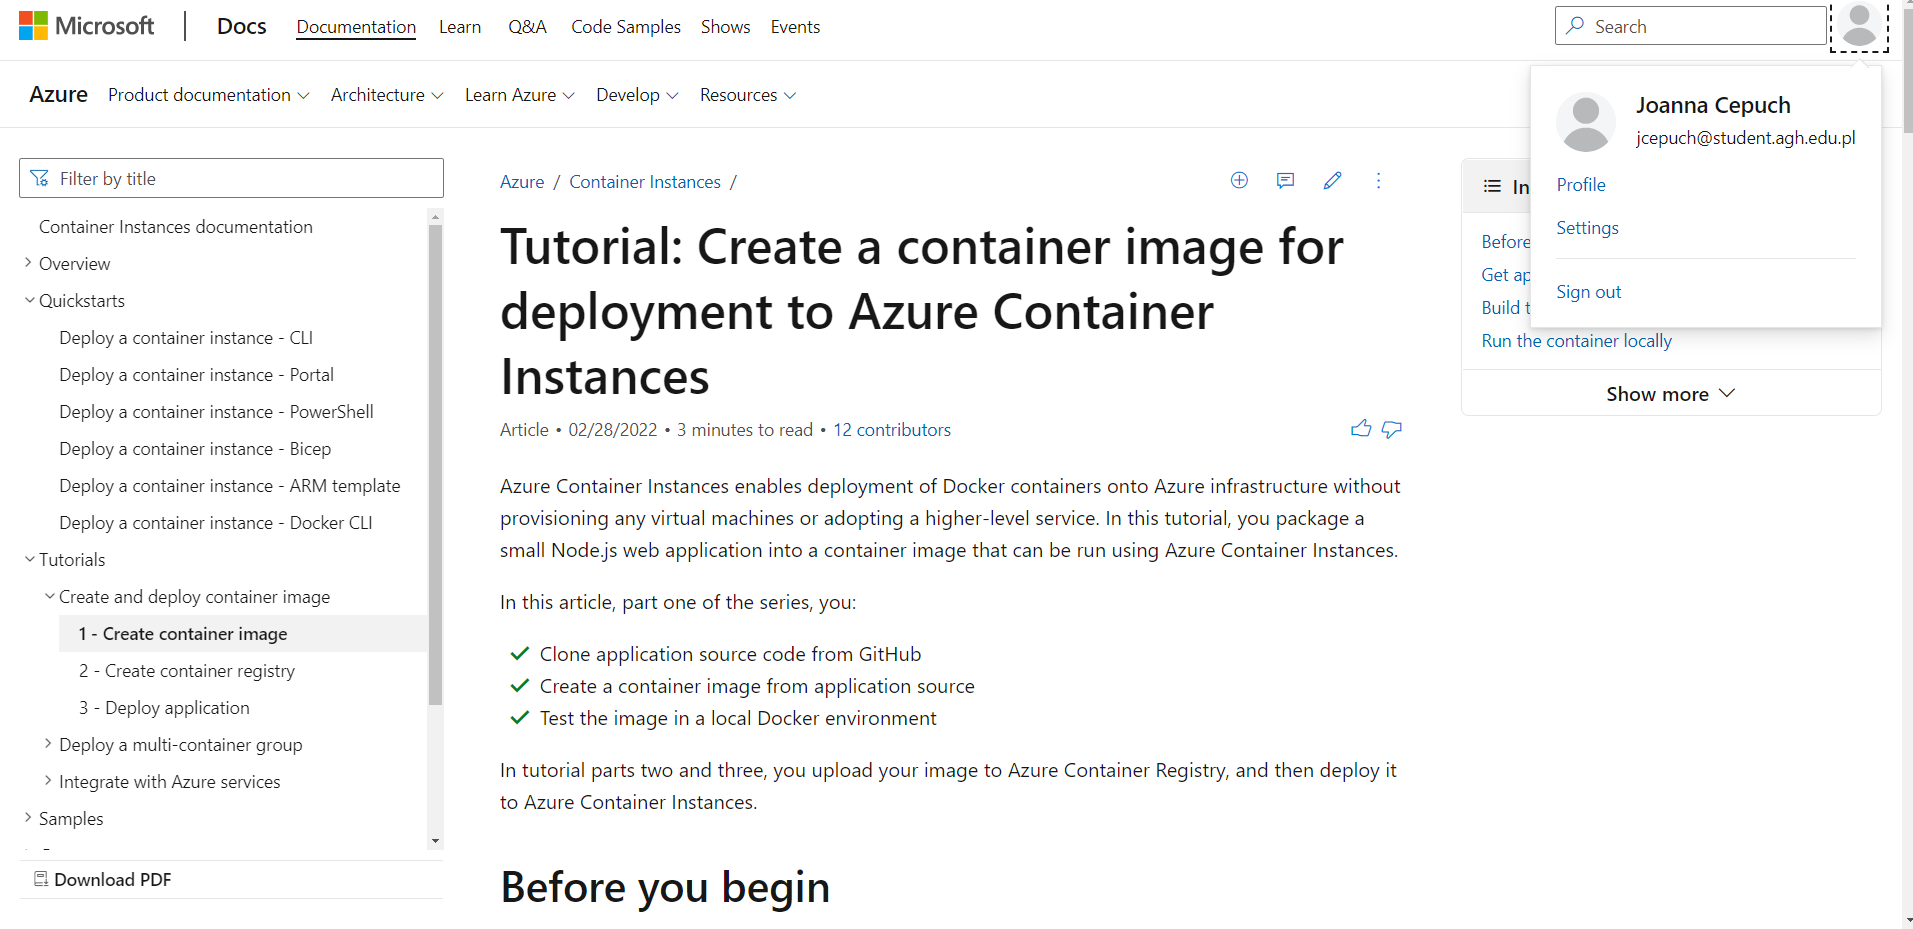 Microsoft
Docs
Documentation
Learn
Q&A
Code Samples
Shows
Events
Search
Azure
Product documentation
Architecture
Learn Azure
Develop
Resources
Joanna Cepuch
jcepuch@student.agh.edu.pl
Profile
Settings
Sign out
Filter by title
Container Instances documentation
Overview
Quickstarts
Deploy a container instance - CLI
Deploy a container instance - Portal
Deploy a container instance - PowerShell
Deploy a container instance - Bicep
Deploy a container instance - ARM template
Deploy a container instance - Docker CLI
Tutorials
Create and deploy container image
1 - Create container image
2 - Create container registry
3 - Deploy application
Deploy a multi-container group
Integrate with Azure services
Samples
Download PDF
Azure / Container Instances /
Tutorial: Create a container image for
deployment to Azure Container
Instances
Article • 02/28/2022 • 3 minutes to read • 12 contributors
Azure Container Instances enables deployment of Docker containers onto Azure infrastructure without
provisioning any virtual machines or adopting a higher-level service. In this tutorial, you package a
small Node.js web application into a container image that can be run using Azure Container Instances.
In this article, part one of the series, you:
Clone application source code from GitHub
Create a container image from application source
Test the image in a local Docker environment
In tutorial parts two and three, you upload your image to Azure Container Registry, and then deploy it
to Azure Container Instances.
Before you begin
In
Before
Get ap
Build t
Run the container locally
Show more